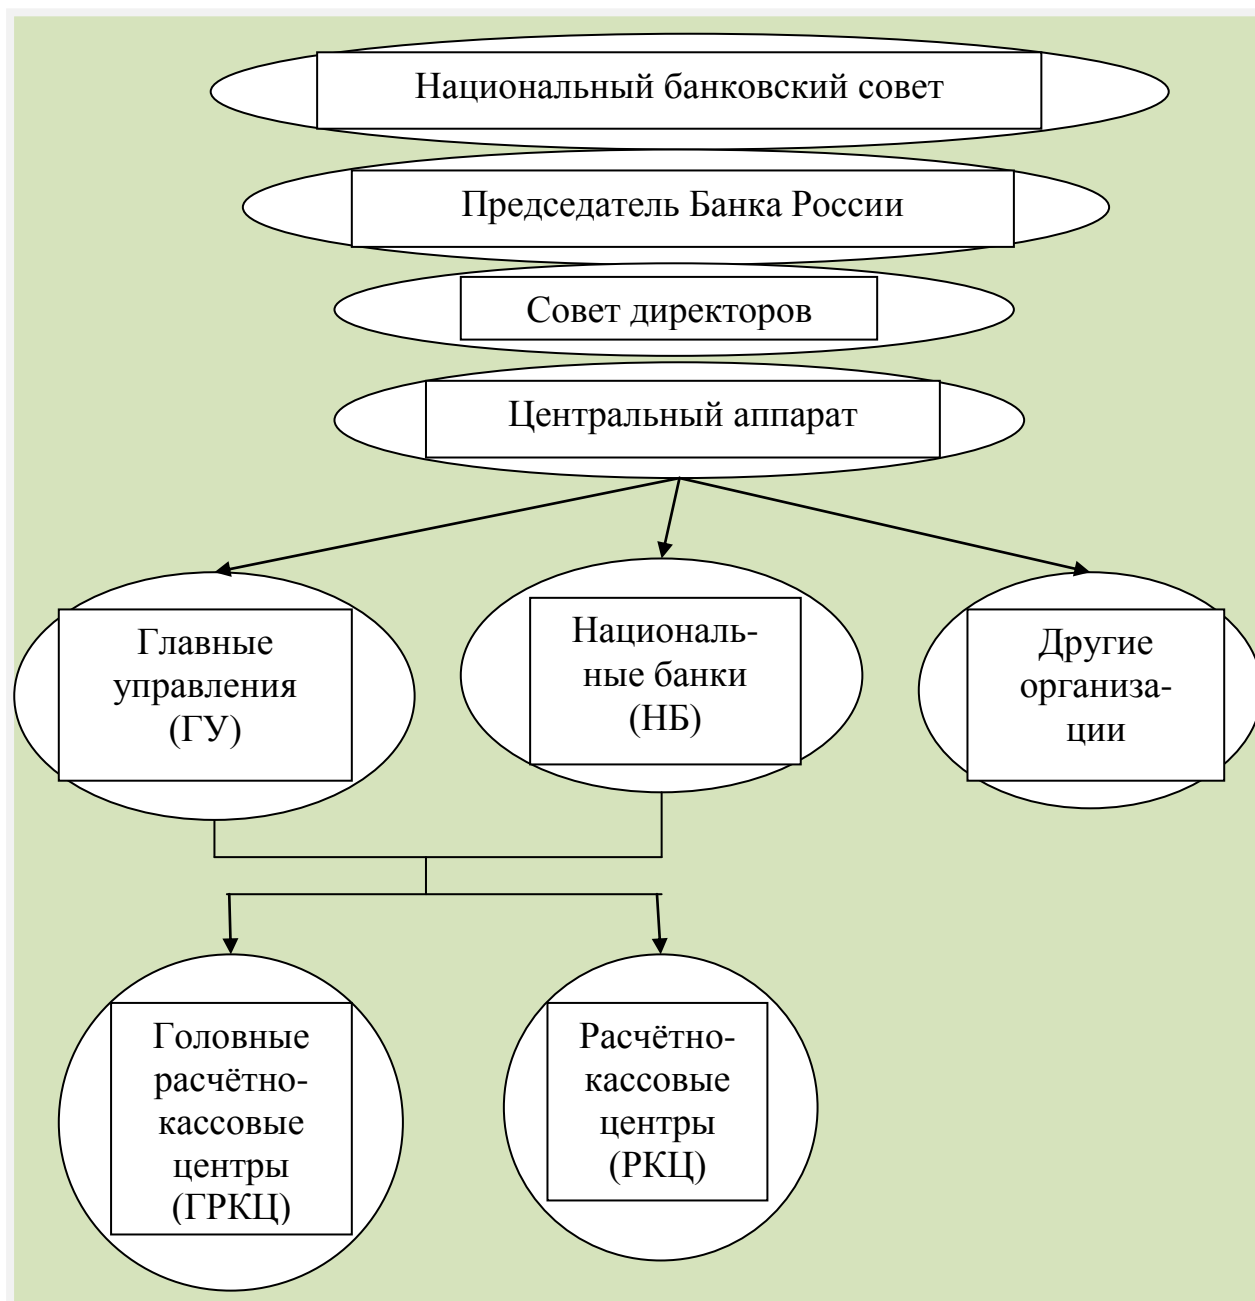 Национальный банковский совет
Председатель Банка России
Совет директоров
Центральный аппарат
Главные
управления
(ГУ)
Националь-
ные банки
(НБ)
Другие
организа-
ции
Головные
расчётно-
кассовые
центры
(ГРКЦ)
Расчётно-
кассовые
центры
(РКЦ)